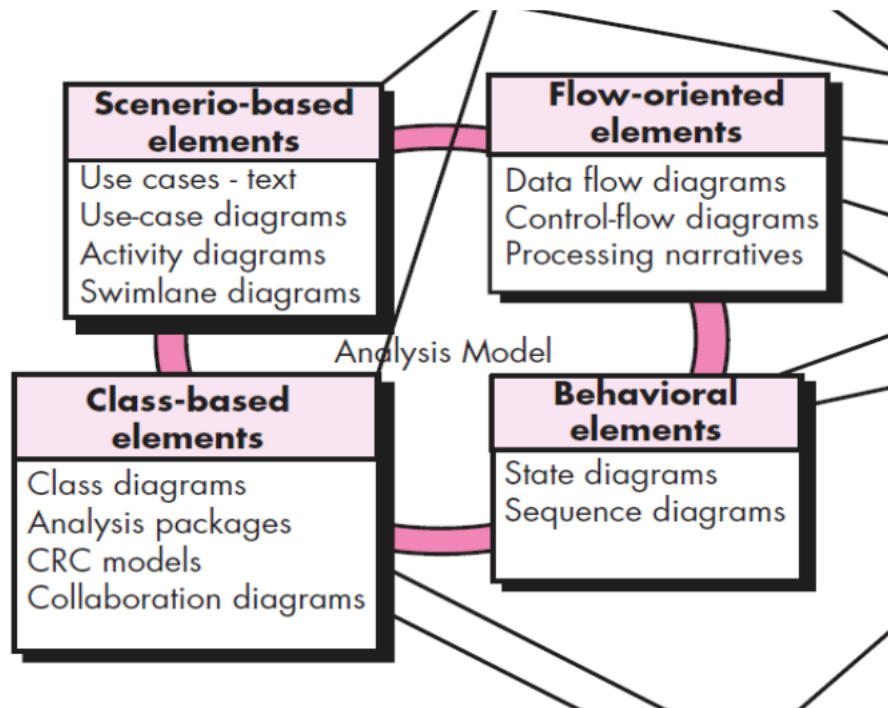 Scenerio-based
elements
Use cases - text
Use-case diagrams
Activity diagrams
Swimlane diagrams
Flow-oriented
elements
Data flow diagrams
Control-flow diagrams
Processing narratives
Analysis Model
Class-based
elements
Class diagrams
Analysis packages
CRC models
Collaboration diagrams
Behavioral
elements
State diagrams
Sequence diagrams